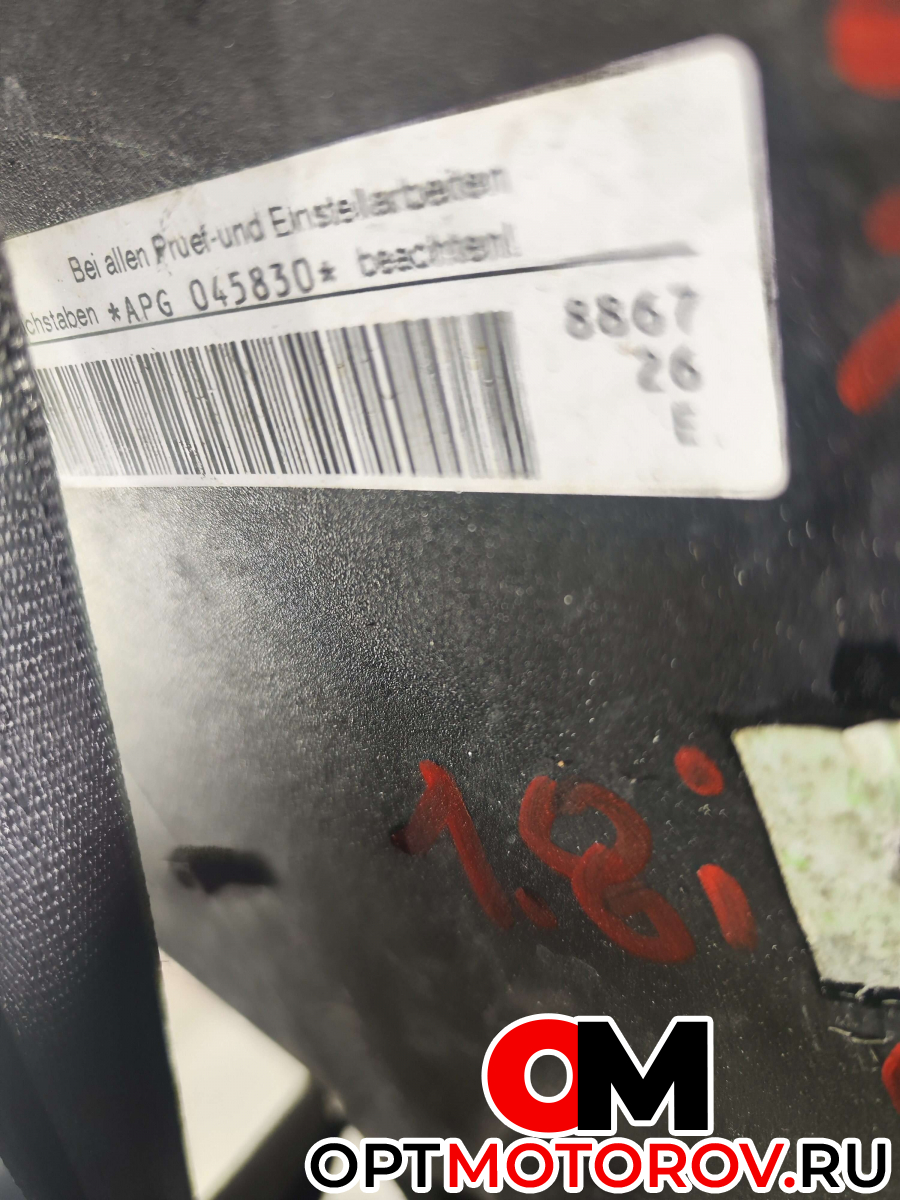 Bei allen Pruef-und Einstellarbeiten
chstaben *APG 045830* beachten!
8867
26
E
1.8i
OM
OPTMOTOROV.RU